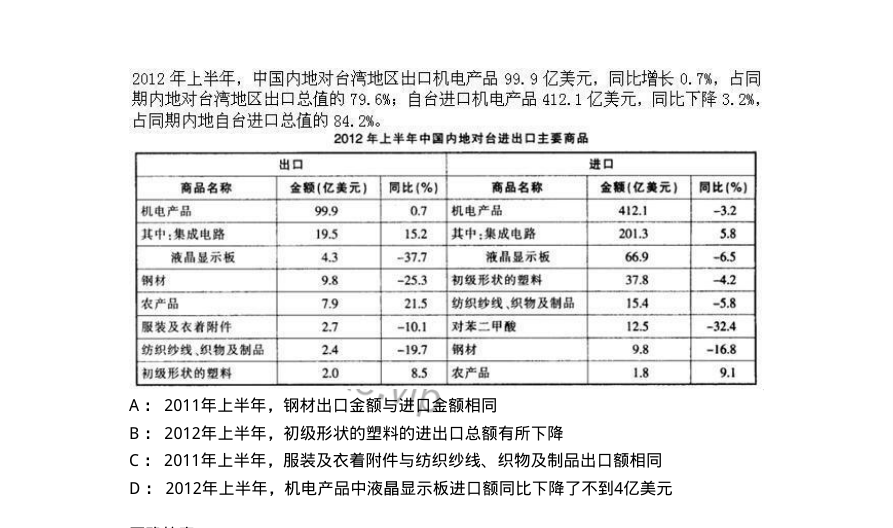 2012 年上半年，中国内地对台湾地区出口机电产品 99.9 亿美元，同比增长 0.7%，占同
期内地对台湾地区出口总值的 79.6%；自台进口机电产品 412.1 亿美元，同比下降 3.2%，
占同期内地自台进口总值的 84.2%。
2012 年上半年中国内地对台进出口主要商品
出口 进口
商品名称 金额(亿美元) 同比(%) 商品名称 金额(亿美元) 同比(%)
机电产品 99.9 0.7 机电产品 412.1 -3.2
其中:集成电路 19.5 15.2 其中:集成电路 201.3 5.8
液晶显示板 4.3 -37.7 液晶显示板 66.9 -6.5
钢材 9.8 -25.3 初级形状的塑料 37.8 -4.2
农产品 7.9 21.5 纺织纱线、织物及制品 15.4 -5.8
服装及衣着附件 2.7 -10.1 对苯二甲酸 12.5 -32.4
纺织纱线、织物及制品 2.4 -19.7 钢材 9.8 -16.8
初级形状的塑料 2.0 8.5 农产品 1.8 9.1
A： 2011年上半年，钢材出口金额与进口金额相同
B： 2012年上半年，初级形状的塑料的进出口总额有所下降
C： 2011年上半年，服装及衣着附件与纺织纱线、织物及制品出口额相同
D： 2012年上半年，机电产品中液晶显示板进口额同比下降了不到4亿美元